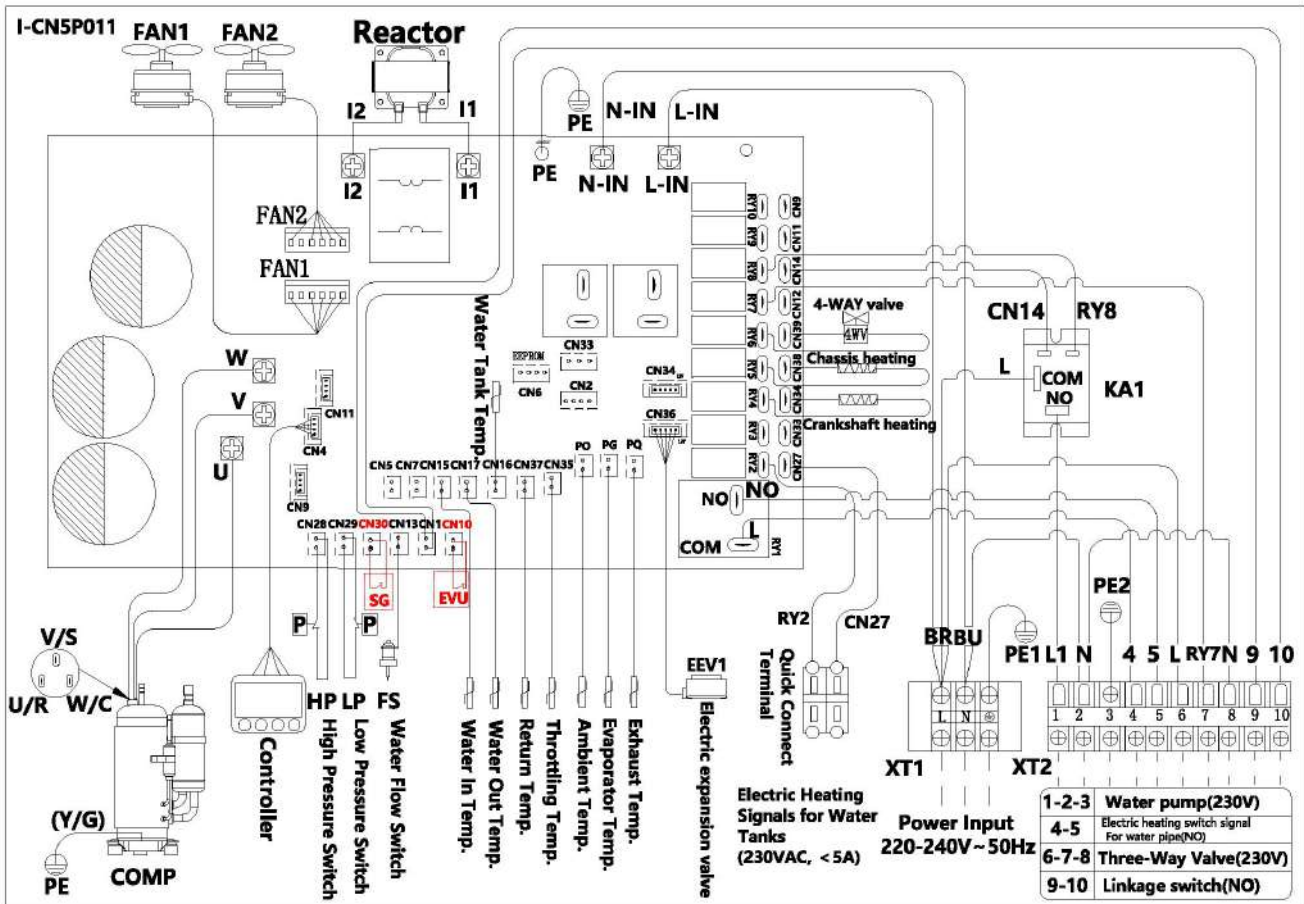 I-CN5P011
FAN1
FAN2
Reactor
I2
I1
PE
N-IN
L-IN
I2
I1
PE
N-IN
L-IN
FAN2
FAN1
RY10
CN9
RY9
CN11
RY8
CN14
RY7
CN12
RY6
CN39
RY5
CN38
RY4
CN34
RY3
CN33
RY2
CN27
4-WAY valve
4WV
Chassis heating
Crankshaft heating
CN14
RY8
L
COM
NO
KA1
Water Tank Temp.
EEPROM
CN6
CN33
CN2
CN34
CN36
W
V
U
CN11
CN4
CN9
CN5
CN7
CN15
CN17
CN16
CN37
CN35
PO
PG
PQ
CN28
CN29
CN30
CN13
CN1
CN10
NO
NO
L
COM
RY1
SG
EVU
P
P
V/S
U/R
W/C
HP
LP
FS
Controller
High Pressure Switch
Low Pressure Switch
Water Flow Switch
Water In Temp.
Water Out Temp.
Return Temp.
Throttling Temp.
Ambient Temp.
Evaporator Temp.
Exhaust Temp.
EEV1
Electric expansion valve
RY2
CN27
Quick Connect
Terminal
Electric Heating
Signals for Water
Tanks
(230VAC, <5A)
BR
BU
PE1
PE2
L1
N
4
5
L
RY7
N
9
10
L
N
1
2
3
4
5
6
7
8
9
10
XT1
XT2
Power Input
220-240V~50Hz
1-2-3 Water pump(230V)
4-5 Electric heating switch signal
For water pipe(NO)
6-7-8 Three-Way Valve(230V)
9-10 Linkage switch(NO)
(Y/G)
PE
COMP